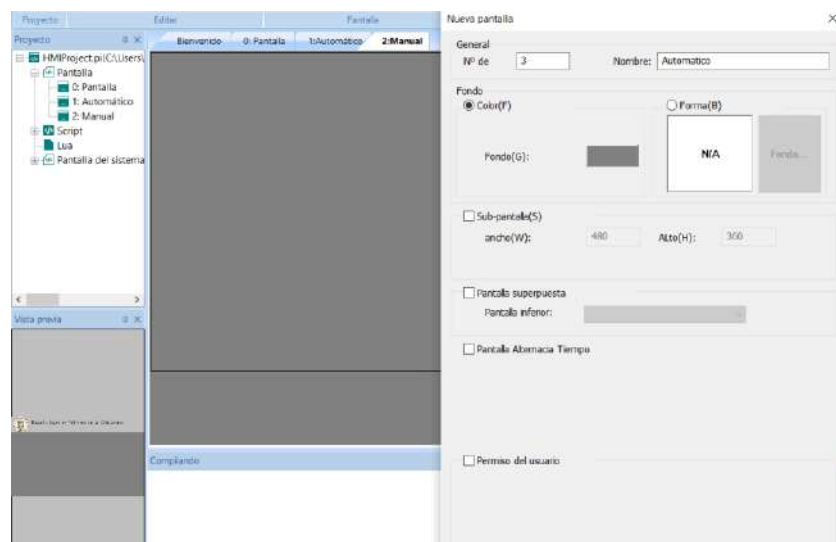 Proyecto Editar Pantalla
Proyecto
HMIProject.pi(C:\Users\
Pantalla
0: Pantalla
1: Automático
2: Manual
Script
Lua
Pantalla del sistema
Vista previa
Bienvenido 0: Pantalla 1:Automático 2:Manual
Compilando
Nueva pantalla
General
Nº de 3 Nombre: Automatico
Fondo
Color(F) Forma(B)
Fondo(G): N/A Fondo...
Sub-pantalla(S)
ancho(W): 480 ALto(H): 360
Pantalla superpuesta
Pantalla inferior:
Pantalla Alternacia Tiempo
Permiso del usuario